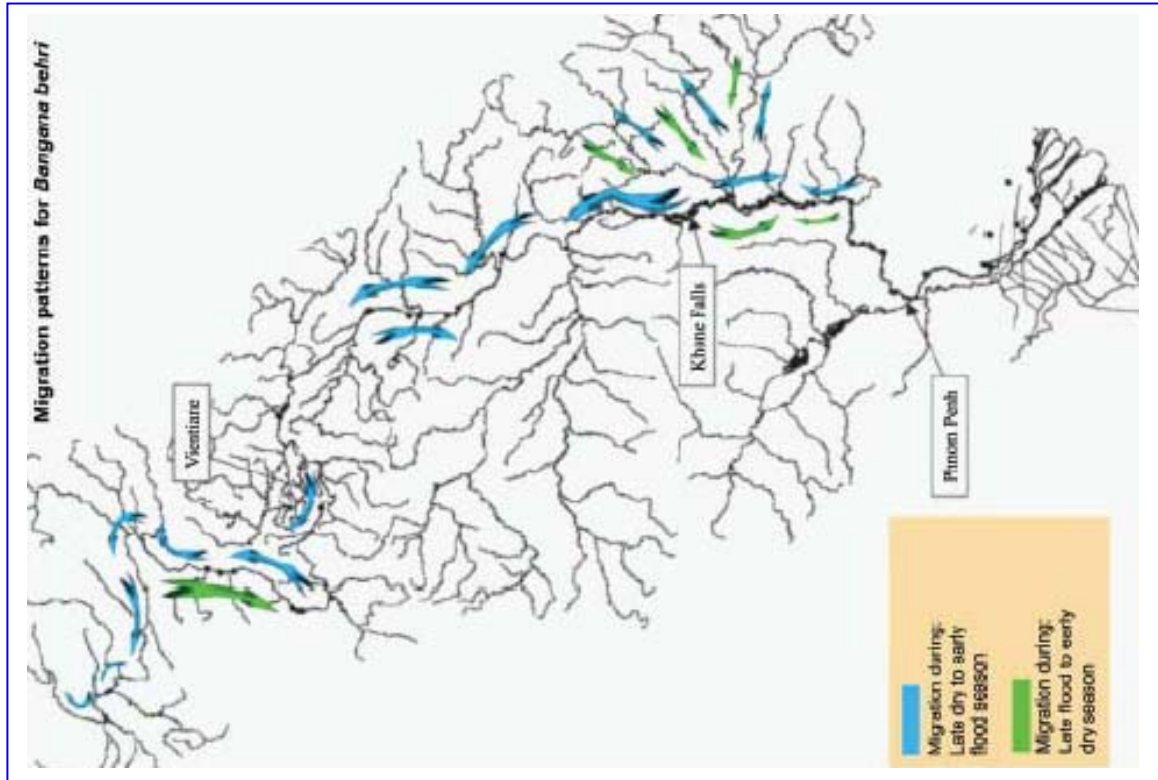 Migration patterns for Bangana behri
Vientiane
Khone Falls
Pnnon Penh
Migration during:
Late dry to early
flood season
Migration during:
Late flood to early
dry season